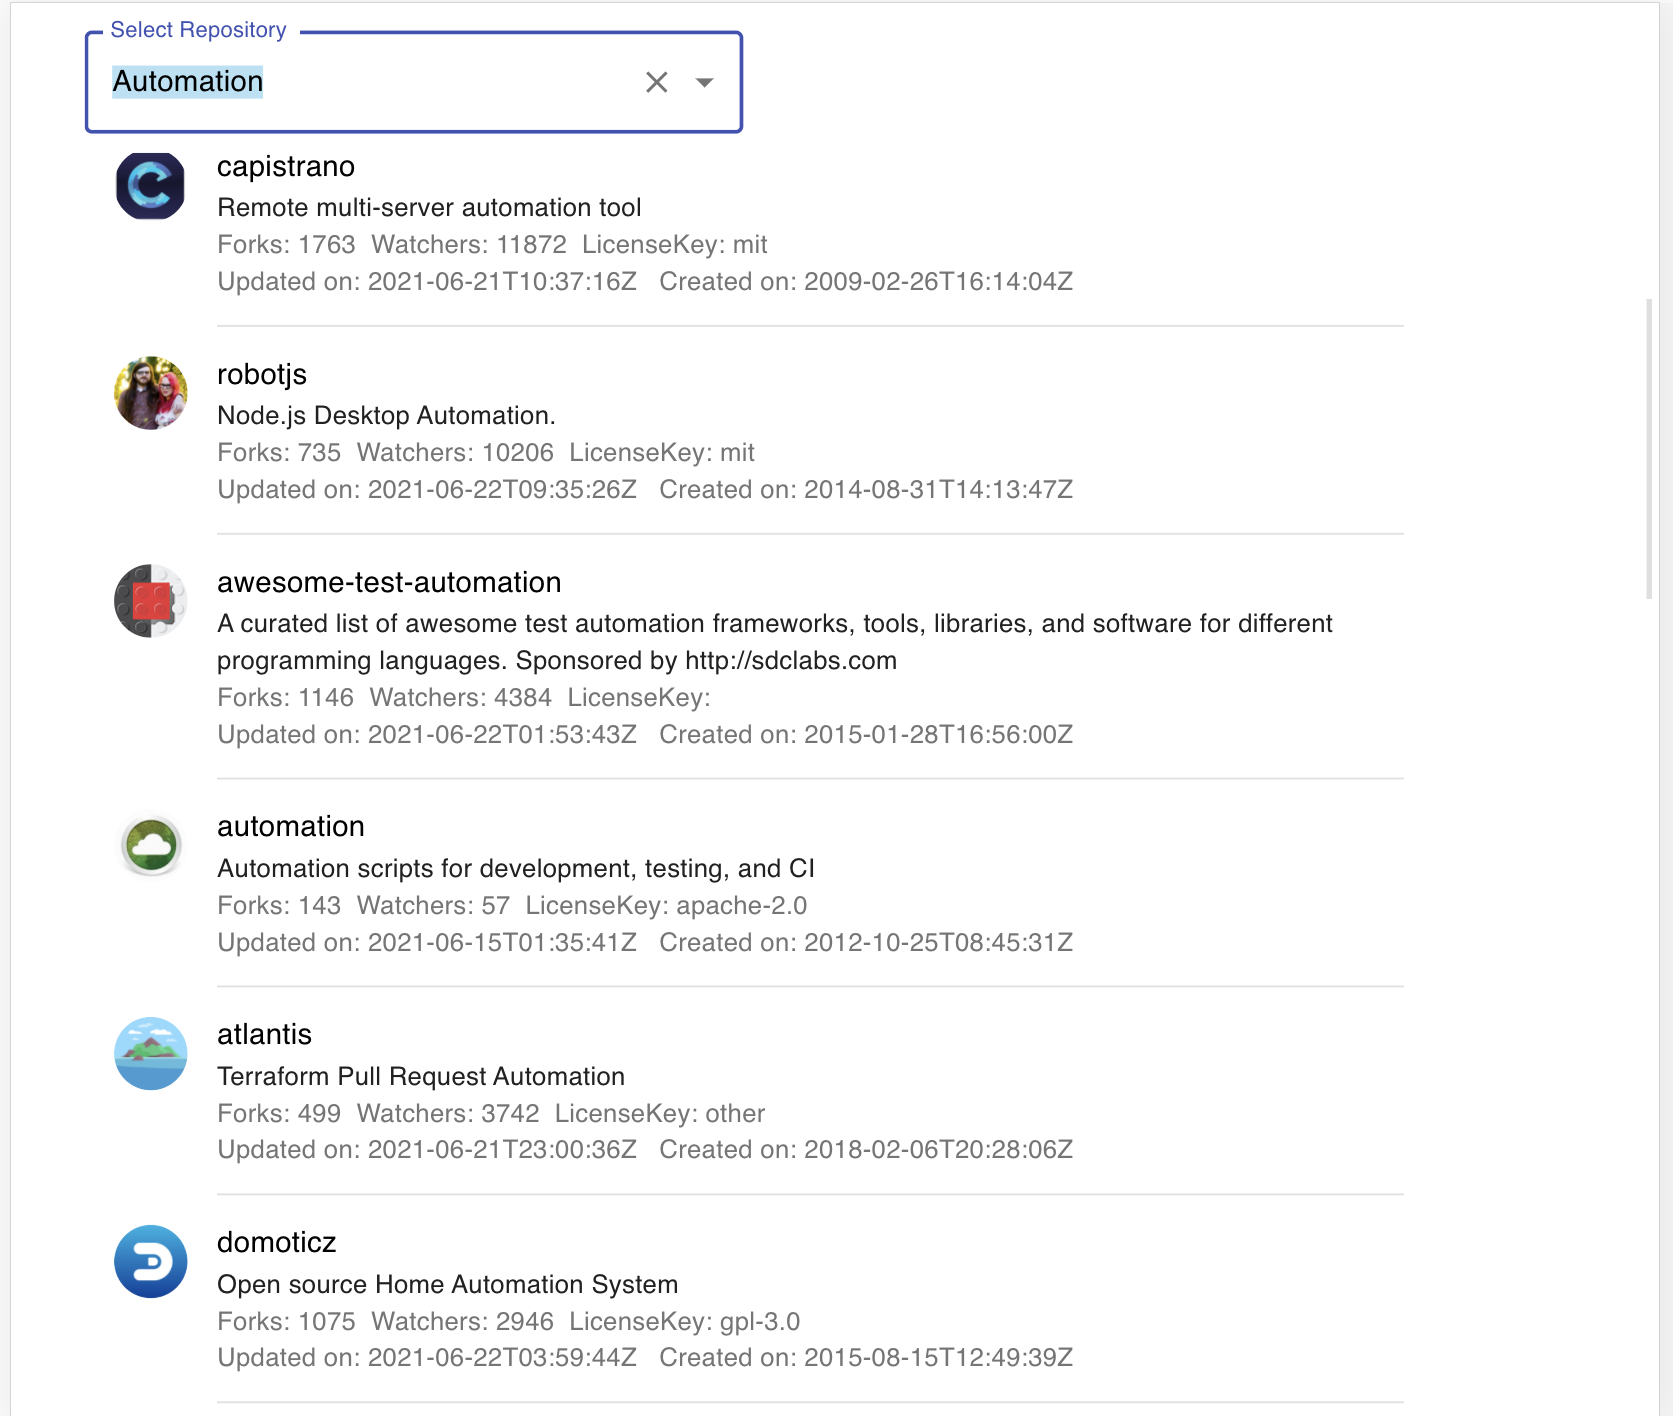 Select Repository
Automation
capistrano
Remote multi-server automation tool
Forks: 1763 Watchers: 11872 LicenseKey: mit
Updated on: 2021-06-21T10:37:16Z Created on: 2009-02-26T16:14:04Z
robotjs
Node.js Desktop Automation.
Forks: 735 Watchers: 10206 LicenseKey: mit
Updated on: 2021-06-22T09:35:26Z Created on: 2014-08-31T14:13:47Z
awesome-test-automation
A curated list of awesome test automation frameworks, tools, libraries, and software for different
programming languages. Sponsored by http://sdclabs.com
Forks: 1146 Watchers: 4384 LicenseKey:
Updated on: 2021-06-22T01:53:43Z Created on: 2015-01-28T16:56:00Z
automation
Automation scripts for development, testing, and CI
Forks: 143 Watchers: 57 LicenseKey: apache-2.0
Updated on: 2021-06-15T01:35:41Z Created on: 2012-10-25T08:45:31Z
atlantis
Terraform Pull Request Automation
Forks: 499 Watchers: 3742 LicenseKey: other
Updated on: 2021-06-21T23:00:36Z Created on: 2018-02-06T20:28:06Z
domoticz
Open source Home Automation System
Forks: 1075 Watchers: 2946 LicenseKey: gpl-3.0
Updated on: 2021-06-22T03:59:44Z Created on: 2015-08-15T12:49:39Z